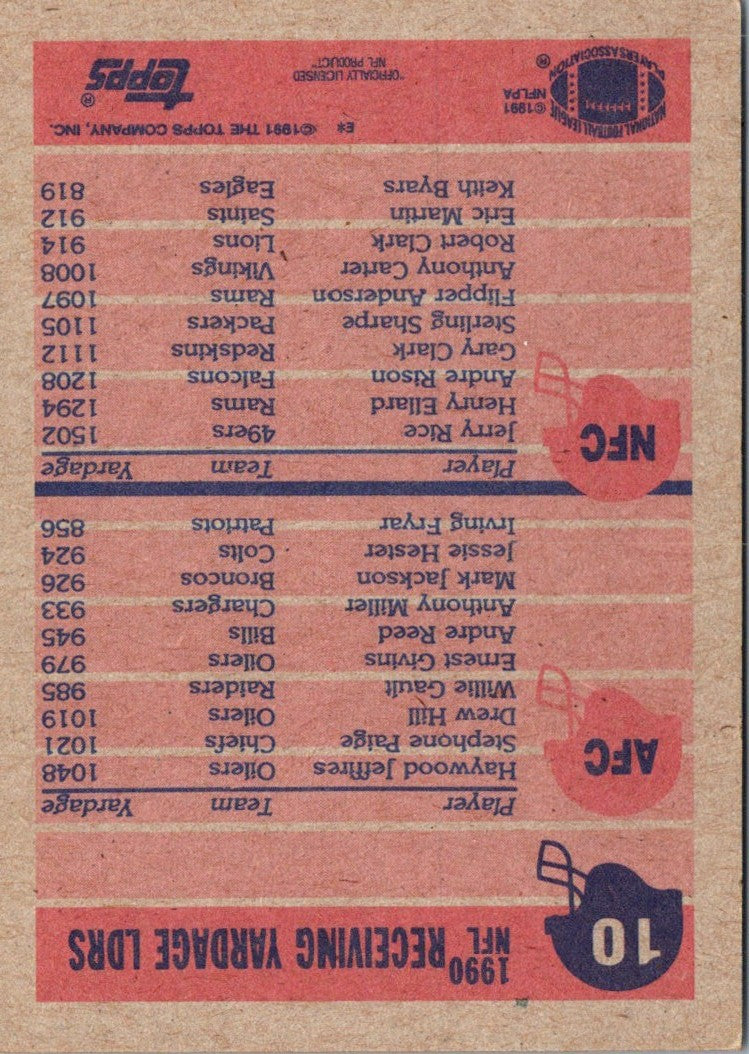 10
1990 NFL RECEIVING YARDAGE LDRS
AFC
Player Team Yardage
Haywood Jeffires Oilers 1048
Stephone Paige Chiefs 1021
Drew Hill Oilers 1019
Willie Gault Raiders 985
Ernest Givins Oilers 979
Andre Reed Bills 945
Anthony Miller Chargers 933
Mark Jackson Broncos 926
Jessie Hester Colts 924
Irving Fryar Patriots 856
NFC
Player Team Yardage
Jerry Rice 49ers 1502
Henry Ellard Rams 1294
Andre Rison Falcons 1208
Gary Clark Redskins 1112
Sterling Sharpe Packers 1105
Flipper Anderson Rams 1097
Anthony Carter Vikings 1008
Robert Clark Lions 914
Eric Martin Saints 912
Keith Byars Eagles 819
NATIONAL FOOTBALL LEAGUE
PLAYERS ASSOCIATION
®
©1991
NFLPA
E* ©1991 THE TOPPS COMPANY, INC.
"OFFICIALLY LICENSED
NFL PRODUCT"
Topps®